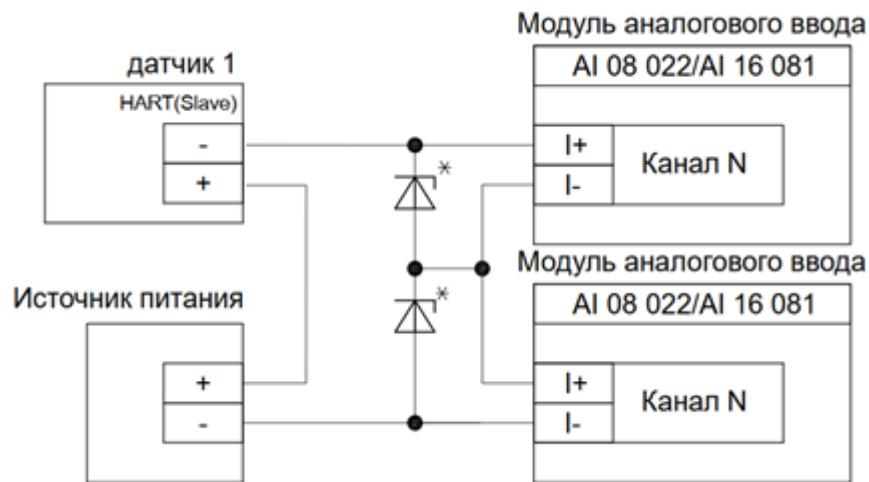 Модуль аналогового ввода
AI 08 022/AI 16 081
датчик 1
HART(Slave)
-
+
*
I+
I-
Канал N
Источник питания
+
-
*
Модуль аналогового ввода
AI 08 022/AI 16 081
I+
I-
Канал N